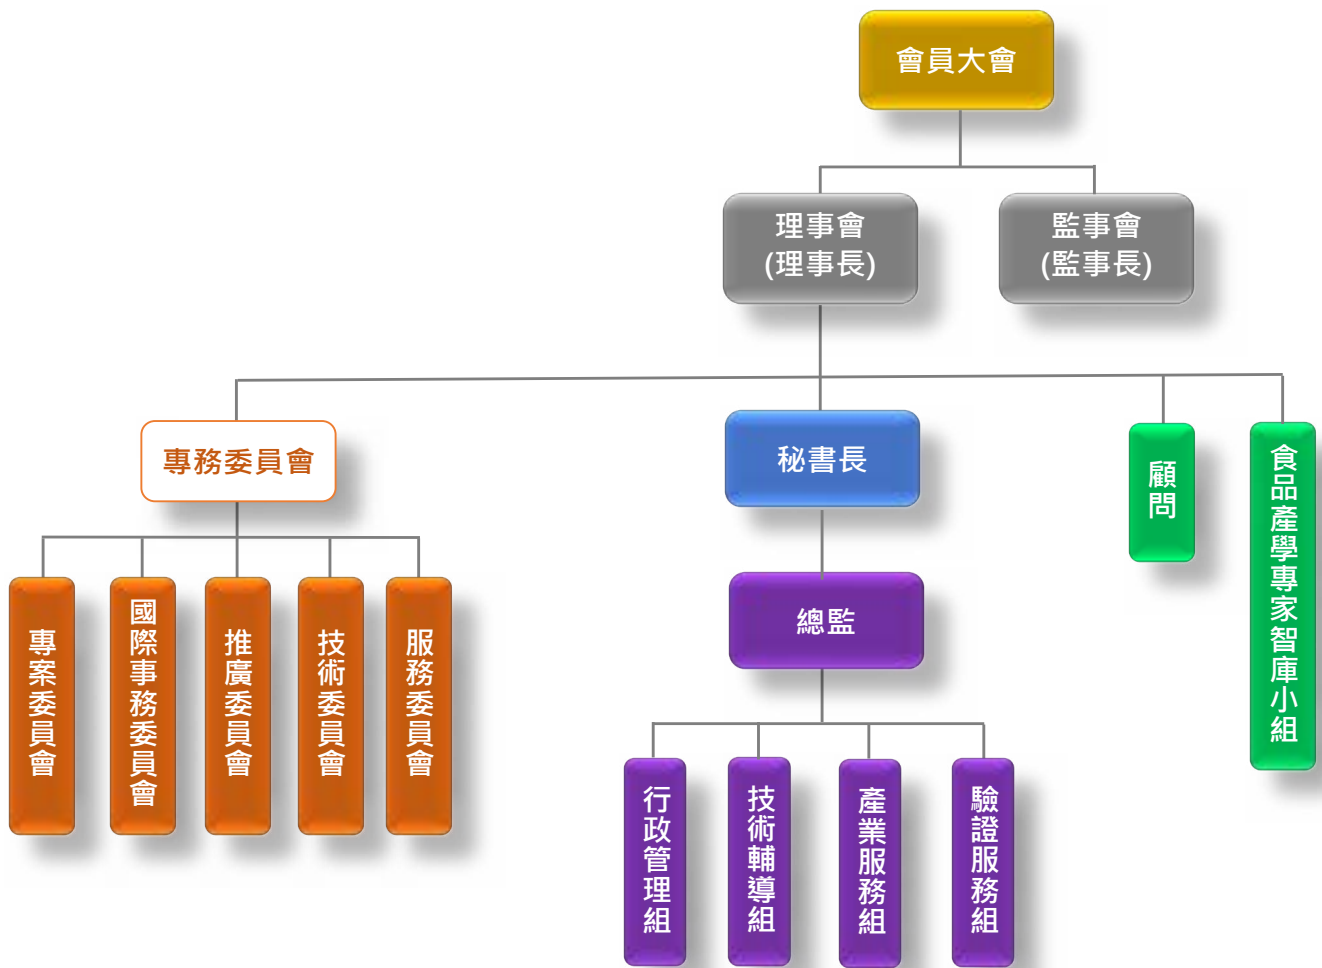 會員大會
理事會
(理事長)
監事會
(監事長)
專務委員會
秘書長
顧問
食品產學專家智庫小組
總監
專案委員會
國際事務委員會
推廣委員會
技術委員會
服務委員會
行政管理組
技術輔導組
產業服務組
驗證服務組